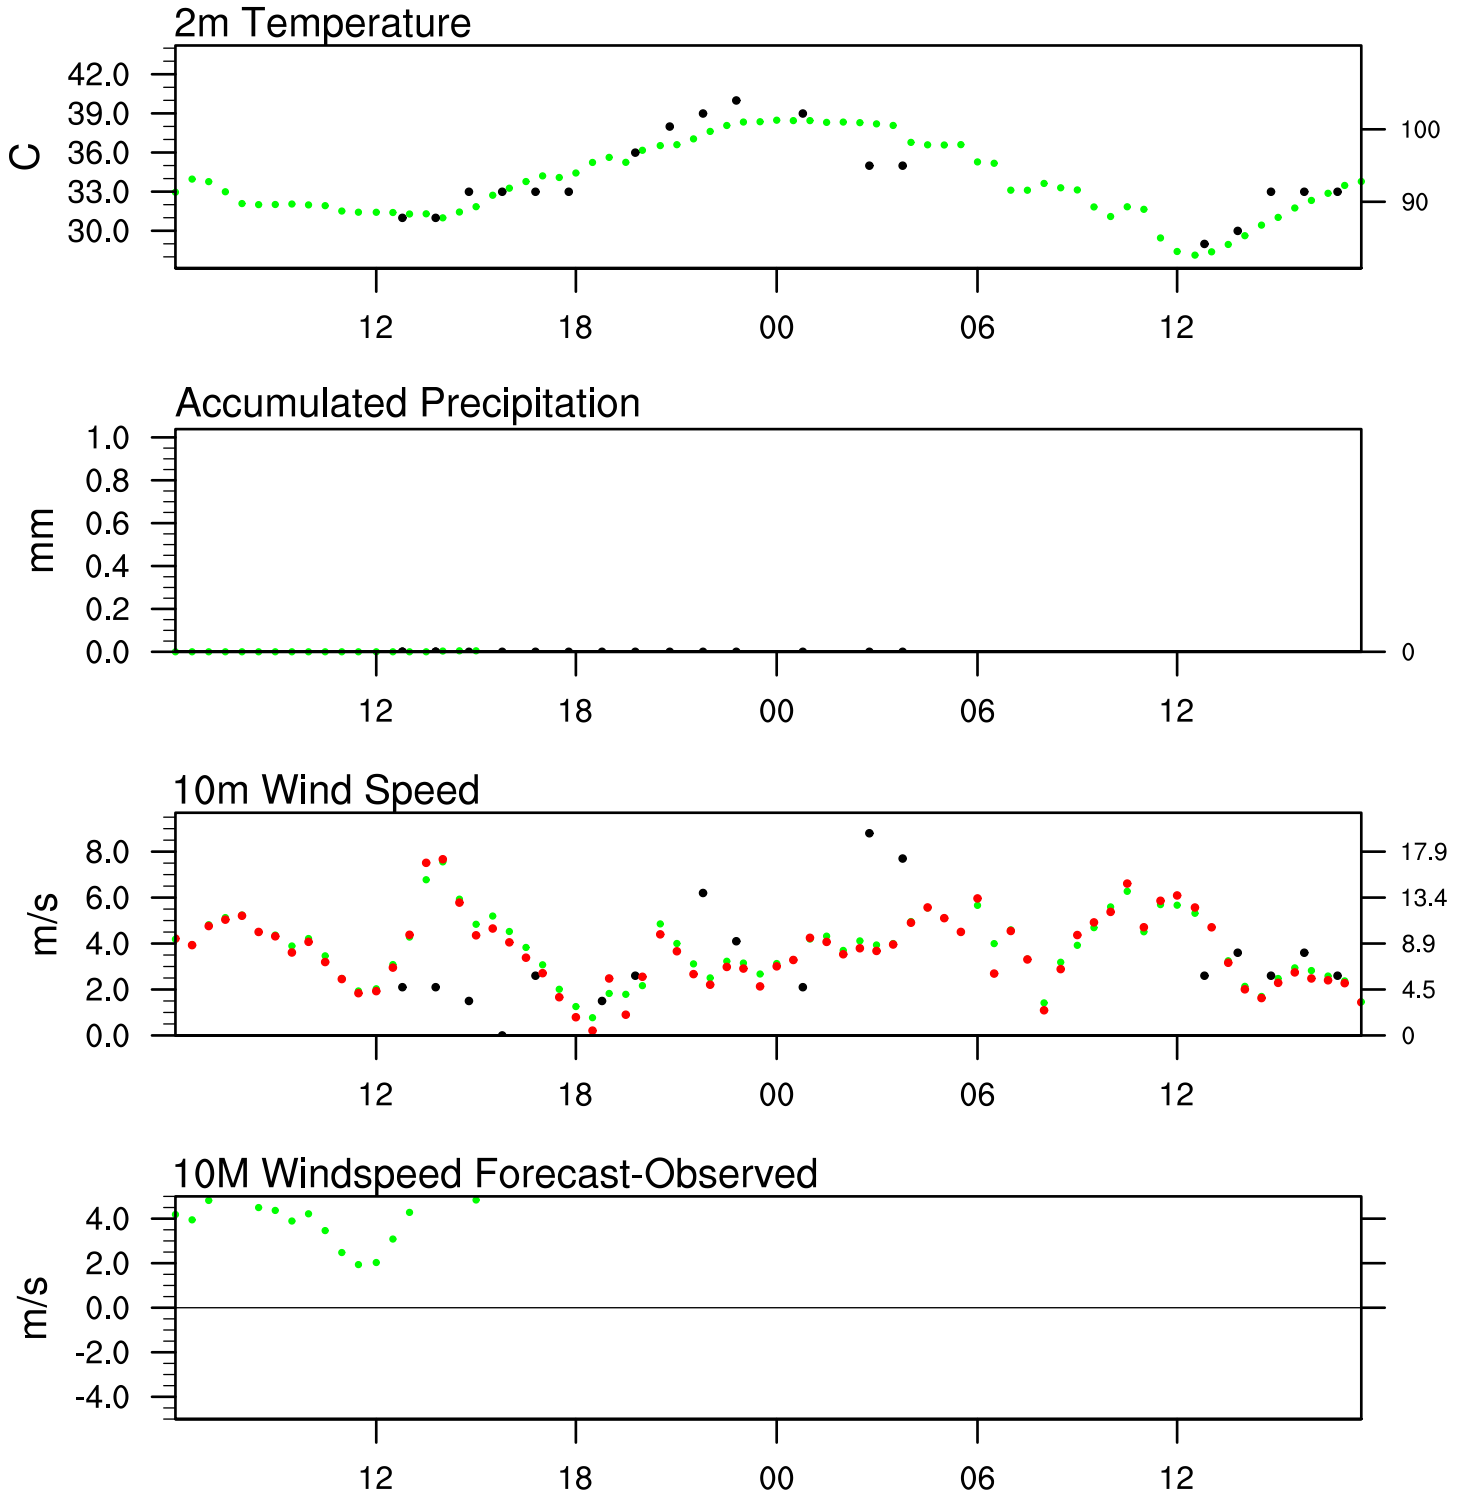 2m Temperature
42.0
39.0
36.0
33.0
30.0
C
100
90
12 18 00 06 12
Accumulated Precipitation
1.0
0.8
0.6
0.4
0.2
0.0
mm
0
12 18 00 06 12
10m Wind Speed
8.0
6.0
4.0
2.0
0.0
m/s
17.9
13.4
8.9
4.5
0
12 18 00 06 12
10M Windspeed Forecast-Observed
4.0
2.0
0.0
-2.0
-4.0
m/s
12 18 00 06 12